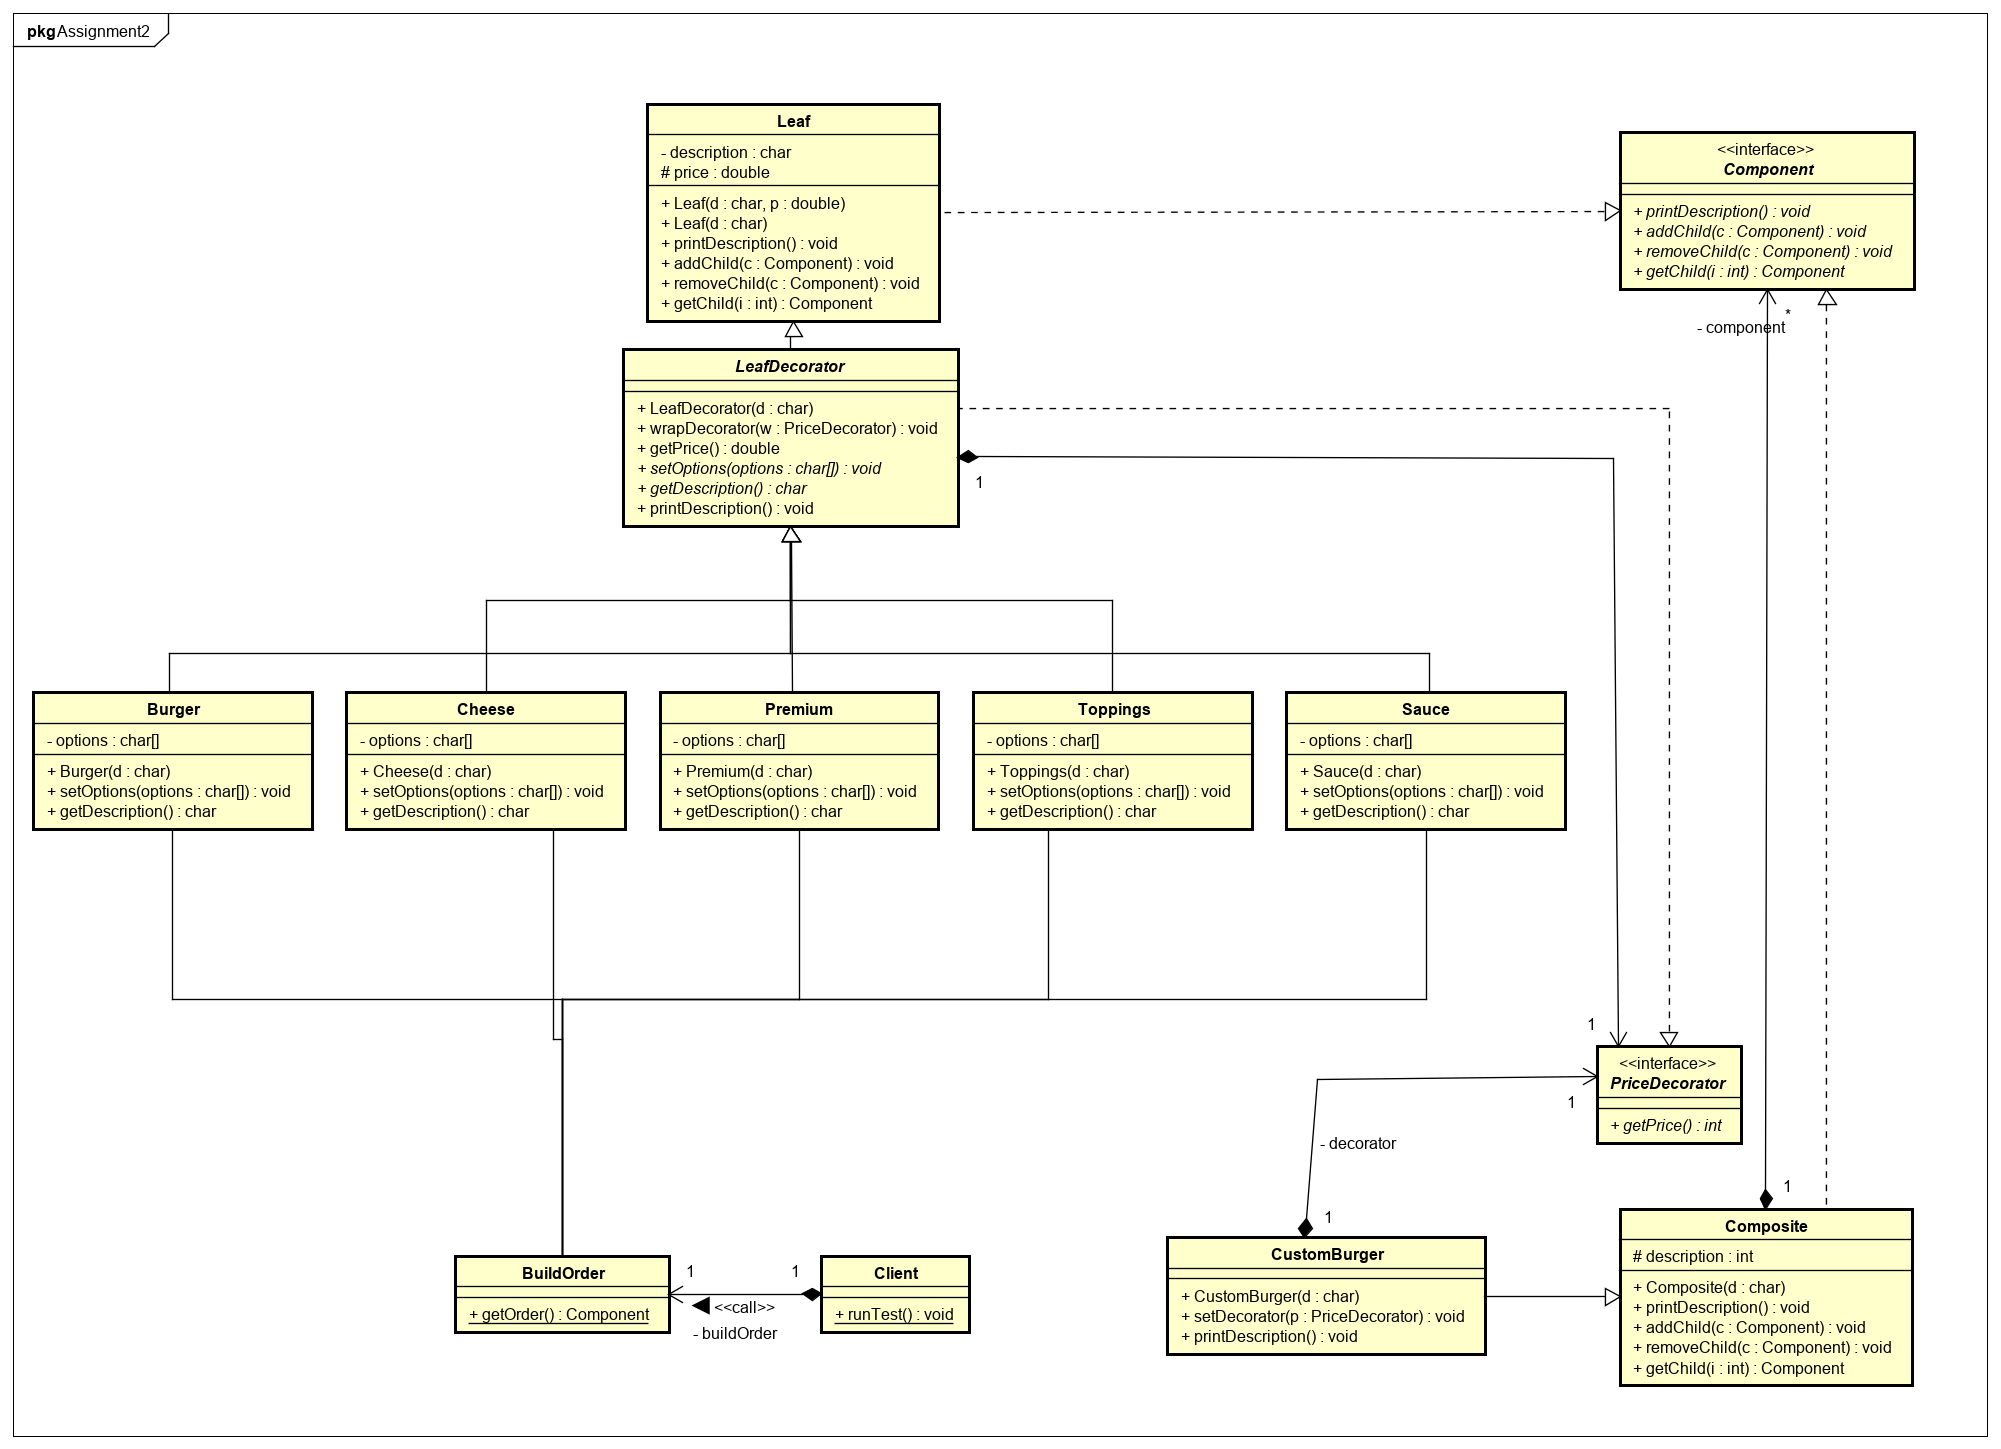 pkg Assignment2
Leaf
- description : char
# price : double
+ Leaf(d : char, p : double)
+ Leaf(d : char)
+ printDescription() : void
+ addChild(c : Component) : void
+ removeChild(c : Component) : void
+ getChild(i : int) : Component
<<interface>>
Component
+ printDescription() : void
+ addChild(c : Component) : void
+ removeChild(c : Component) : void
+ getChild(i : int) : Component
*
- component
LeafDecorator
+ LeafDecorator(d : char)
+ wrapDecorator(w : PriceDecorator) : void
+ getPrice() : double
+ setOptions(options : char[]) : void
+ getDescription() : char
+ printDescription() : void
1
Burger
- options : char[]
+ Burger(d : char)
+ setOptions(options : char[]) : void
+ getDescription() : char
Cheese
- options : char[]
+ Cheese(d : char)
+ setOptions(options : char[]) : void
+ getDescription() : char
Premium
- options : char[]
+ Premium(d : char)
+ setOptions(options : char[]) : void
+ getDescription() : char
Toppings
- options : char[]
+ Toppings(d : char)
+ setOptions(options : char[]) : void
+ getDescription() : char
Sauce
- options : char[]
+ Sauce(d : char)
+ setOptions(options : char[]) : void
+ getDescription() : char
1
<<interface>>
PriceDecorator
+ getPrice() : int
1
- decorator
1
1
BuildOrder
+ getOrder() : Component
1
1
<<call>>
- buildOrder
Client
+ runTest() : void
CustomBurger
+ CustomBurger(d : char)
+ setDecorator(p : PriceDecorator) : void
+ printDescription() : void
Composite
# description : int
+ Composite(d : char)
+ printDescription() : void
+ addChild(c : Component) : void
+ removeChild(c : Component) : void
+ getChild(i : int) : Component